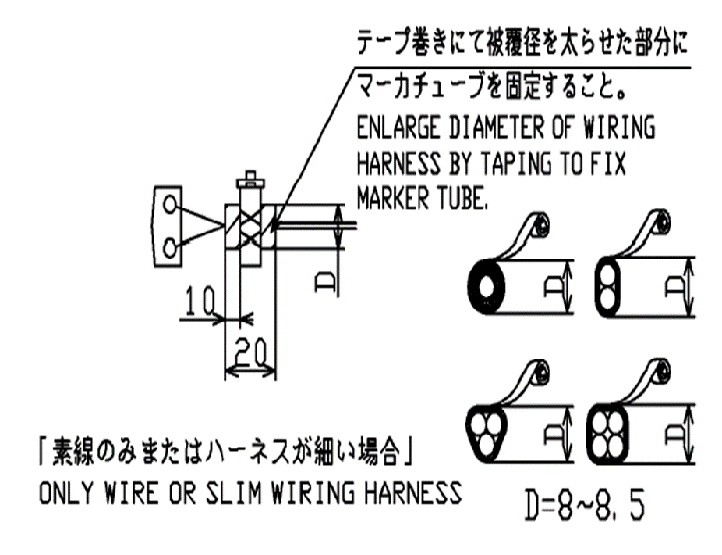 テープ巻きにて被覆径を太らせた部分に
マーカチューブを固定すること。
ENLARGE DIAMETER OF WIRING
HARNESS BY TAPING TO FIX
MARKER TUBE.
D
D
D
10
20
D
D
「素線のみまたはハーネスが細い場合」
ONLY WIRE OR SLIM WIRING HARNESS
D=8~8.5